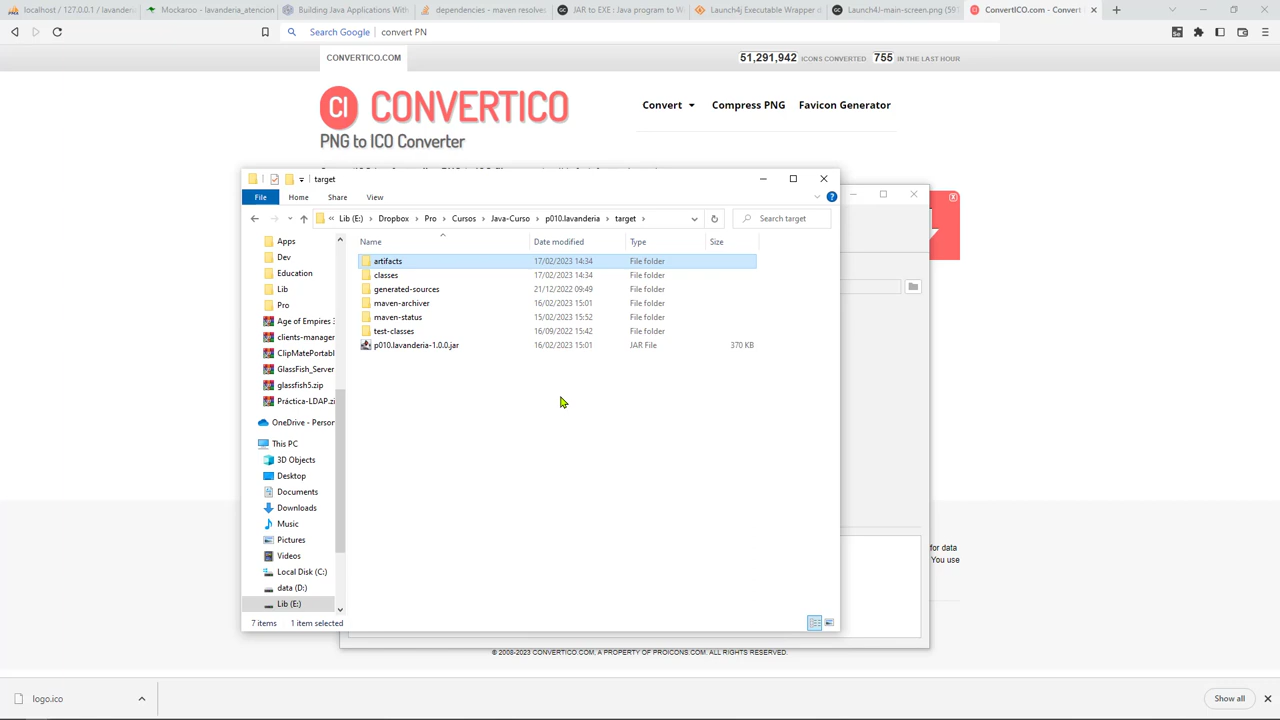 localhost / 127.0.0.1 / lavande
Mockaroo - lavanderia_atencion
Building Java Applications With
dependencies - maven resolves
JAR to EXE : Java program to W
Launch4j Executable Wrapper d
Launch4J-main-screen.png (591
ConvertICO.com - Convert
Search Google
convert PN
CONVERTICO.COM
51,291,942 ICONS CONVERTED 755 IN THE LAST HOUR
CI CONVERTICO
Convert
Compress PNG
Favicon Generator
PNG to ICO Converter
target
File
Home
Share
View
Lib (E:)
Dropbox
Pro
Cursos
Java-Curso
p010.lavanderia
target
Search target
Name
Date modified
Type
Size
Apps
artifacts 17/02/2023 14:34 File folder
Dev
classes 17/02/2023 14:34 File folder
Education
generated-sources 21/12/2022 09:49 File folder
Lib
maven-archiver 16/02/2023 15:01 File folder
Pro
maven-status 15/02/2023 15:52 File folder
Age of Empires 3
test-classes 16/09/2022 15:42 File folder
clients-manager
p010.lavanderia-1.0.0.jar 16/02/2023 15:01 JAR File 370 KB
ClipMatePortabl
GlassFish_Server
glassfish5.zip
Práctica-LDAP.zi
OneDrive - Person
This PC
3D Objects
Desktop
Documents
Downloads
Music
Pictures
Videos
Local Disk (C:)
data (D:)
Lib (E:)
7 items
1 item selected
for data
You use
© 2008-2023 CONVERTICO.COM, A PROPERTY OF PROICONS.COM. ALL RIGHTS RESERVED.
logo.ico
Show all